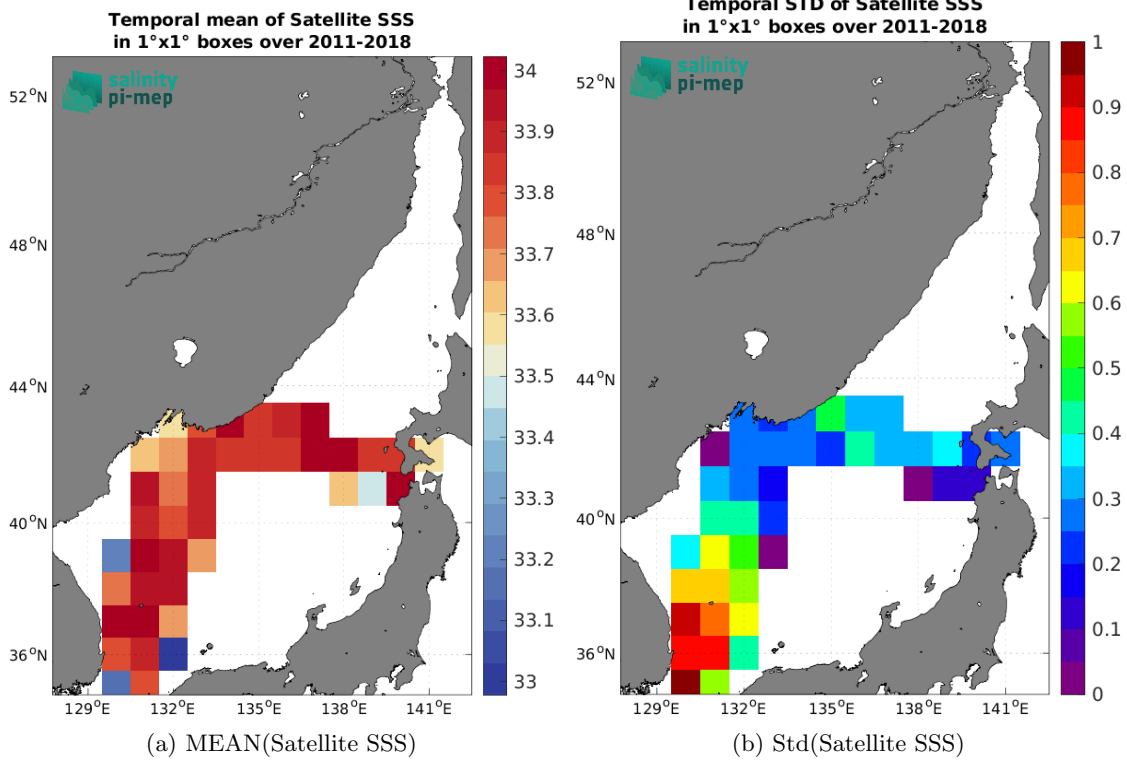 Temporal mean of Satellite SSS
in 1°x1° boxes over 2011-2018
salinity
pi-mep
52°N
48°N
44°N
40°N
36°N
129°E 132°E 135°E 138°E 141°E
34
33.9
33.8
33.7
33.6
33.5
33.4
33.3
33.2
33.1
33
(a) MEAN(Satellite SSS)
Temporal STD of Satellite SSS
in 1°x1° boxes over 2011-2018
salinity
pi-mep
52°N
48°N
44°N
40°N
36°N
129°E 132°E 135°E 138°E 141°E
1
0.9
0.8
0.7
0.6
0.5
0.4
0.3
0.2
0.1
0
(b) Std(Satellite SSS)